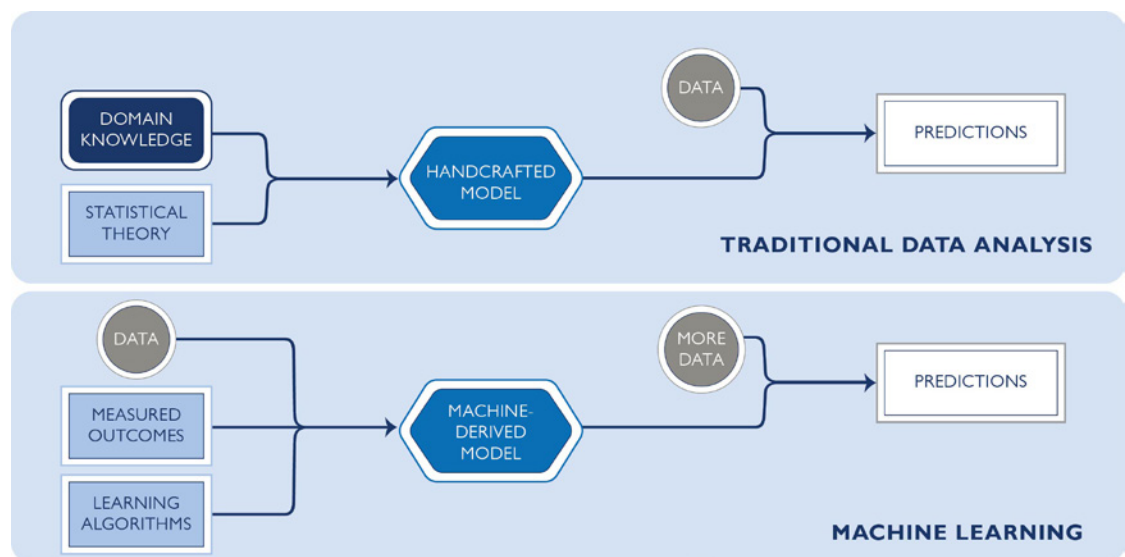 DOMAIN
KNOWLEDGE
STATISTICAL
THEORY
HANDCRAFTED
MODEL
DATA
PREDICTIONS
TRADITIONAL DATA ANALYSIS
DATA
MEASURED
OUTCOMES
LEARNING
ALGORITHMS
MACHINE-
DERIVED
MODEL
MORE
DATA
PREDICTIONS
MACHINE LEARNING